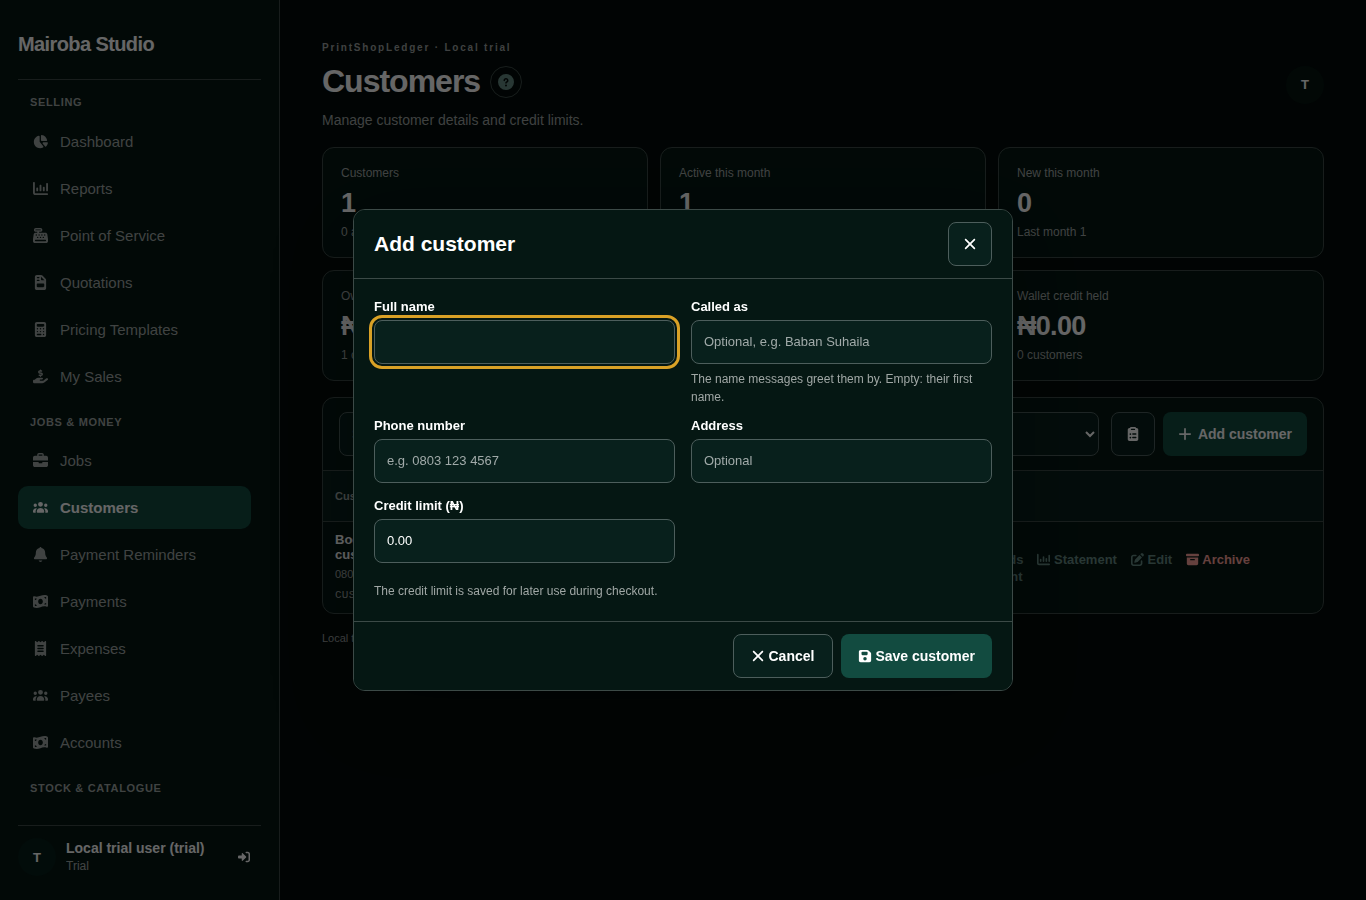 Mairoba Studio
SELLING
Dashboard
Reports
Point of Service
Quotations
Pricing Templates
My Sales
JOBS & MONEY
Jobs
Customers
Payment Reminders
Payments
Expenses
Payees
Accounts
STOCK & CATALOGUE
T
Local trial user (trial)
Trial
PrintShopLedger · Local trial
Customers
?
T
Manage customer details and credit limits.
Customers
1
Active this month
1
New this month
0
Last month 1
Wallet credit held
₦0.00
0 customers
Add customer
Statement
Edit
Archive
Add customer
Full name
Called as
Optional, e.g. Baban Suhaila
The name messages greet them by. Empty: their first
name.
Phone number
Address
e.g. 0803 123 4567
Optional
Credit limit (₦)
0.00
The credit limit is saved for later use during checkout.
Cancel
Save customer
Local